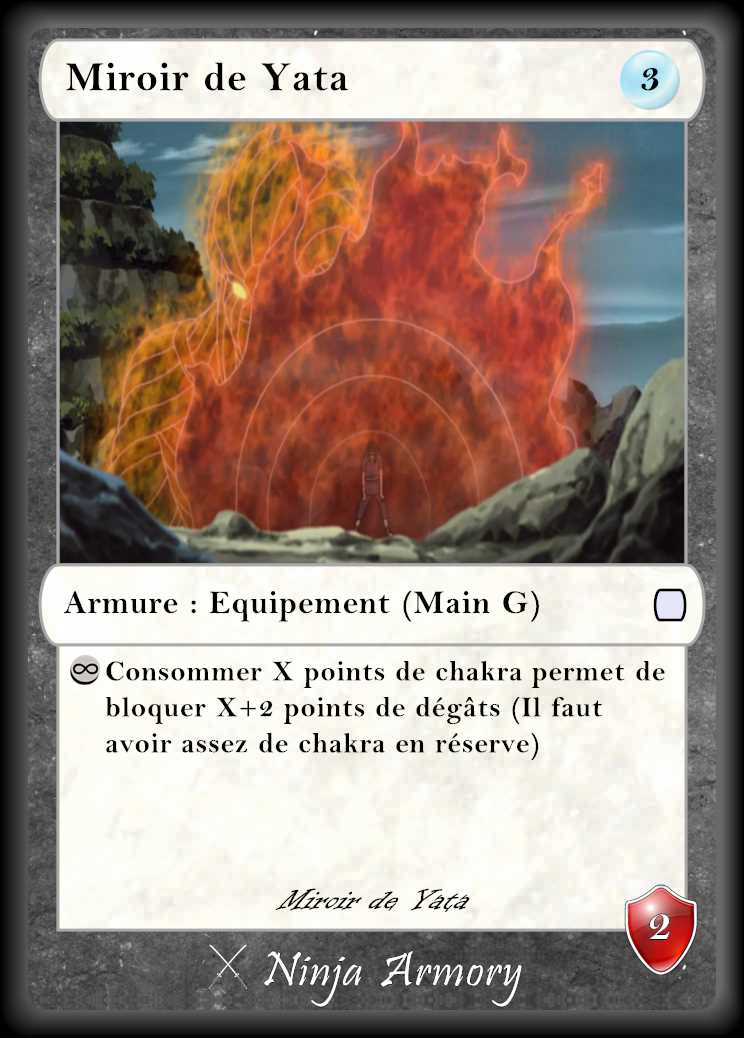 Miroir de Yata
3
Armure : Equipement (Main G)
∞ Consommer X points de chakra permet de
bloquer X+2 points de dégâts (Il faut
avoir assez de chakra en réserve)
Miroir de Yata
2
Ninja Armory